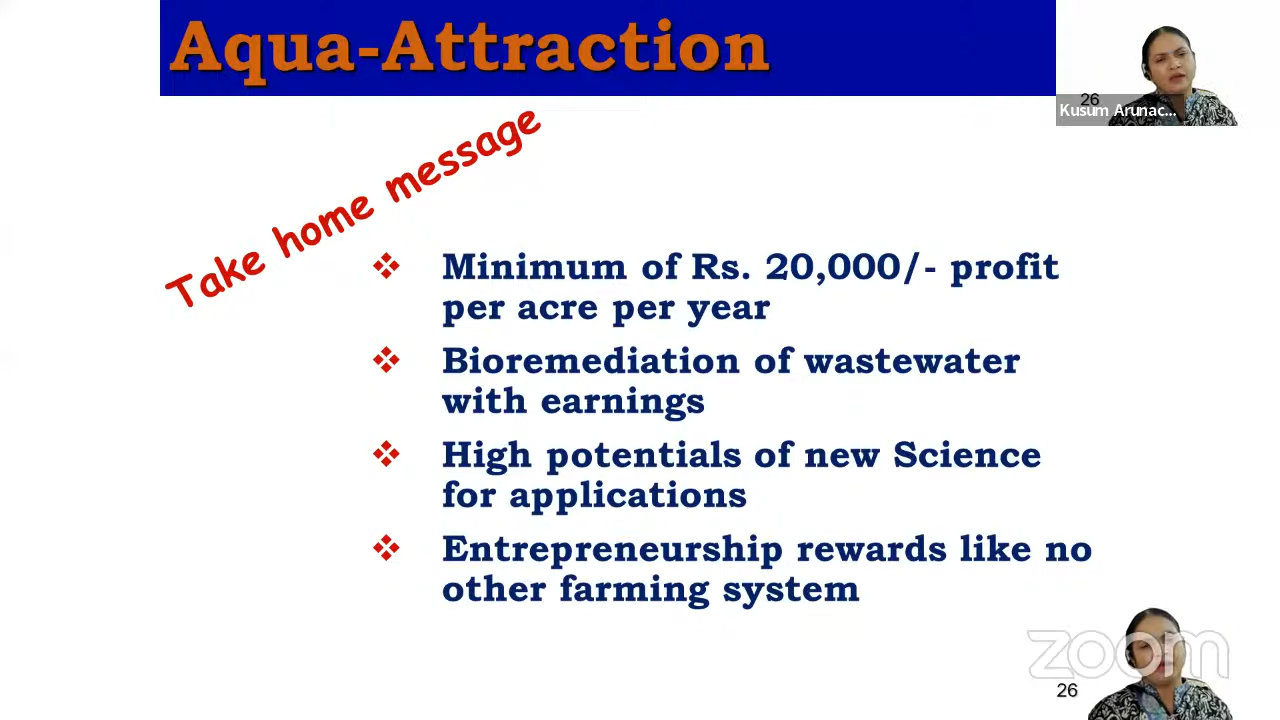 Aqua-Attraction
26
Kusum Arunac...
Take home message
❖ Minimum of Rs. 20,000/- profit
per acre per year
❖ Bioremediation of wastewater
with earnings
❖ High potentials of new Science
for applications
❖ Entrepreneurship rewards like no
other farming system
zoom
26